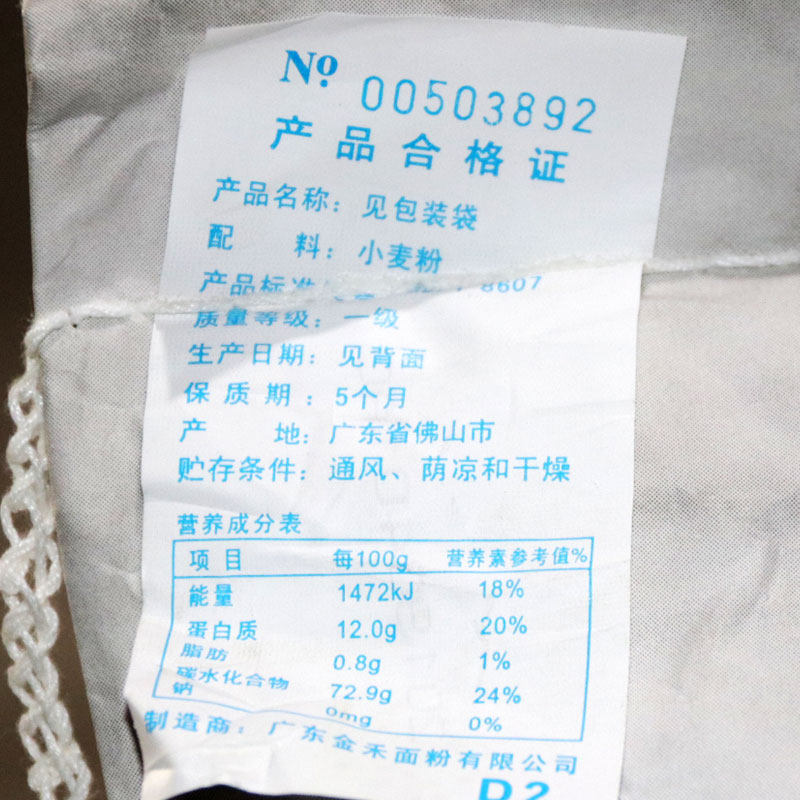 No. 00503892
产品合格证
产品名称：见包装袋
配 料：小麦粉
产品标准 8607
质量等级：一级
生产日期：见背面
保质期：5个月
产 地：广东省佛山市
贮存条件：通风、荫凉和干燥
营养成分表
项目 每100g 营养素参考值%
能量 1472kJ 18%
蛋白质 12.0g 20%
脂肪 0.8g 1%
碳水化合物 72.9g 24%
钠 0mg 0%
制造商：广东金禾面粉有限公司
D2